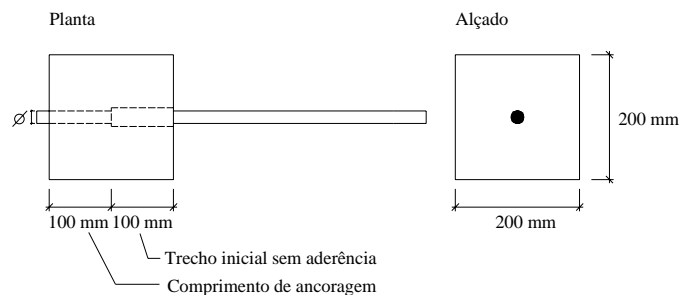 Planta
Alçado
Ø
200 mm
100 mm
100 mm
200 mm
Trecho inicial sem aderência
Comprimento de ancoragem